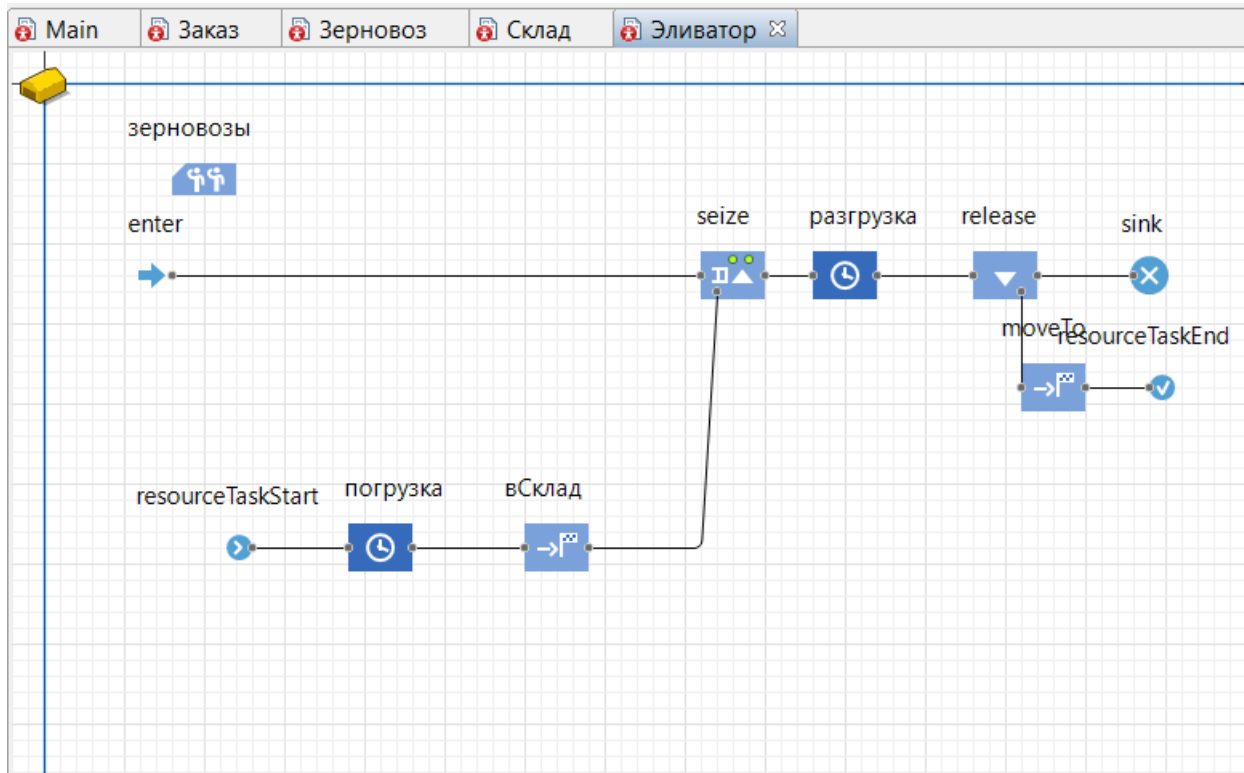 Main
Заказ
Зерновоз
Склад
Эливатор
зерновозы
enter
seize
разгрузка
release
sink
moveTo
resourceTaskEnd
resourceTaskStart
погрузка
вСклад